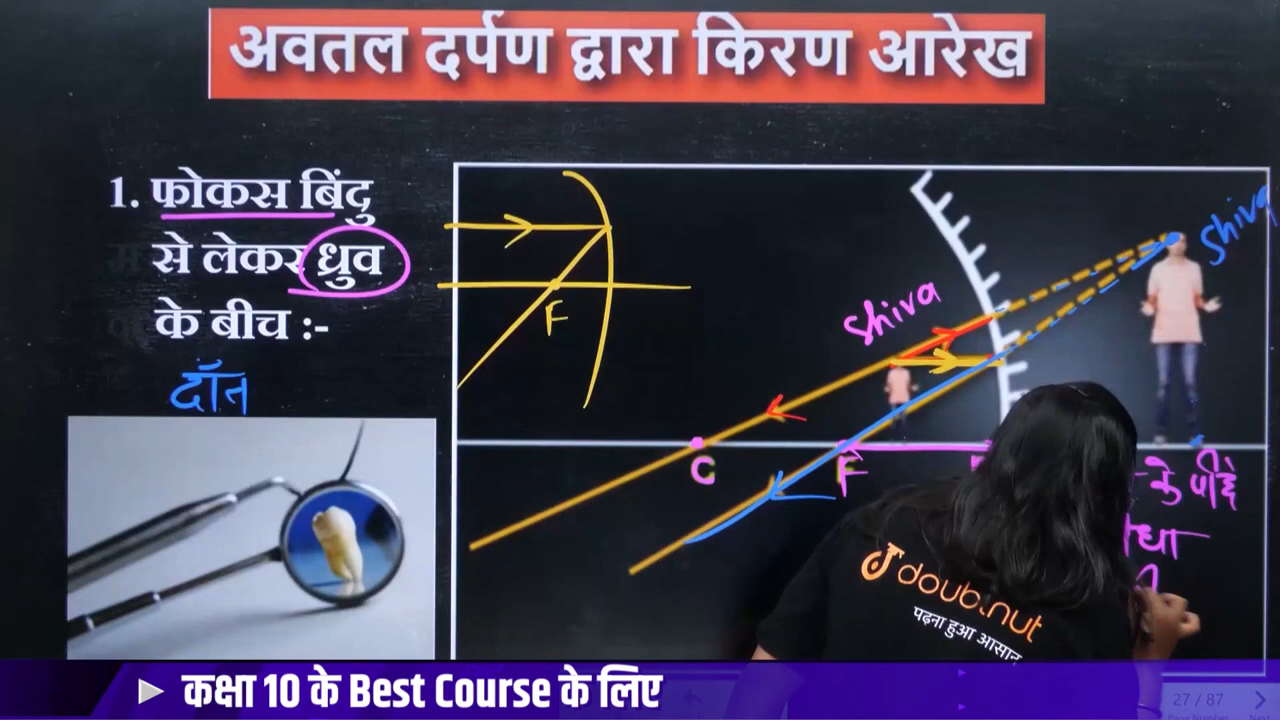 अवतल दर्पण द्वारा किरण आरेख
1. फोकस बिंदु
से लेकर ध्रुव
के बीच :-
दाँत
F
shiva
shiva
C
F
के पीछे
doubtnut
पढ़ना हुआ आसान
कक्षा 10 के Best Course के लिए
27 / 87